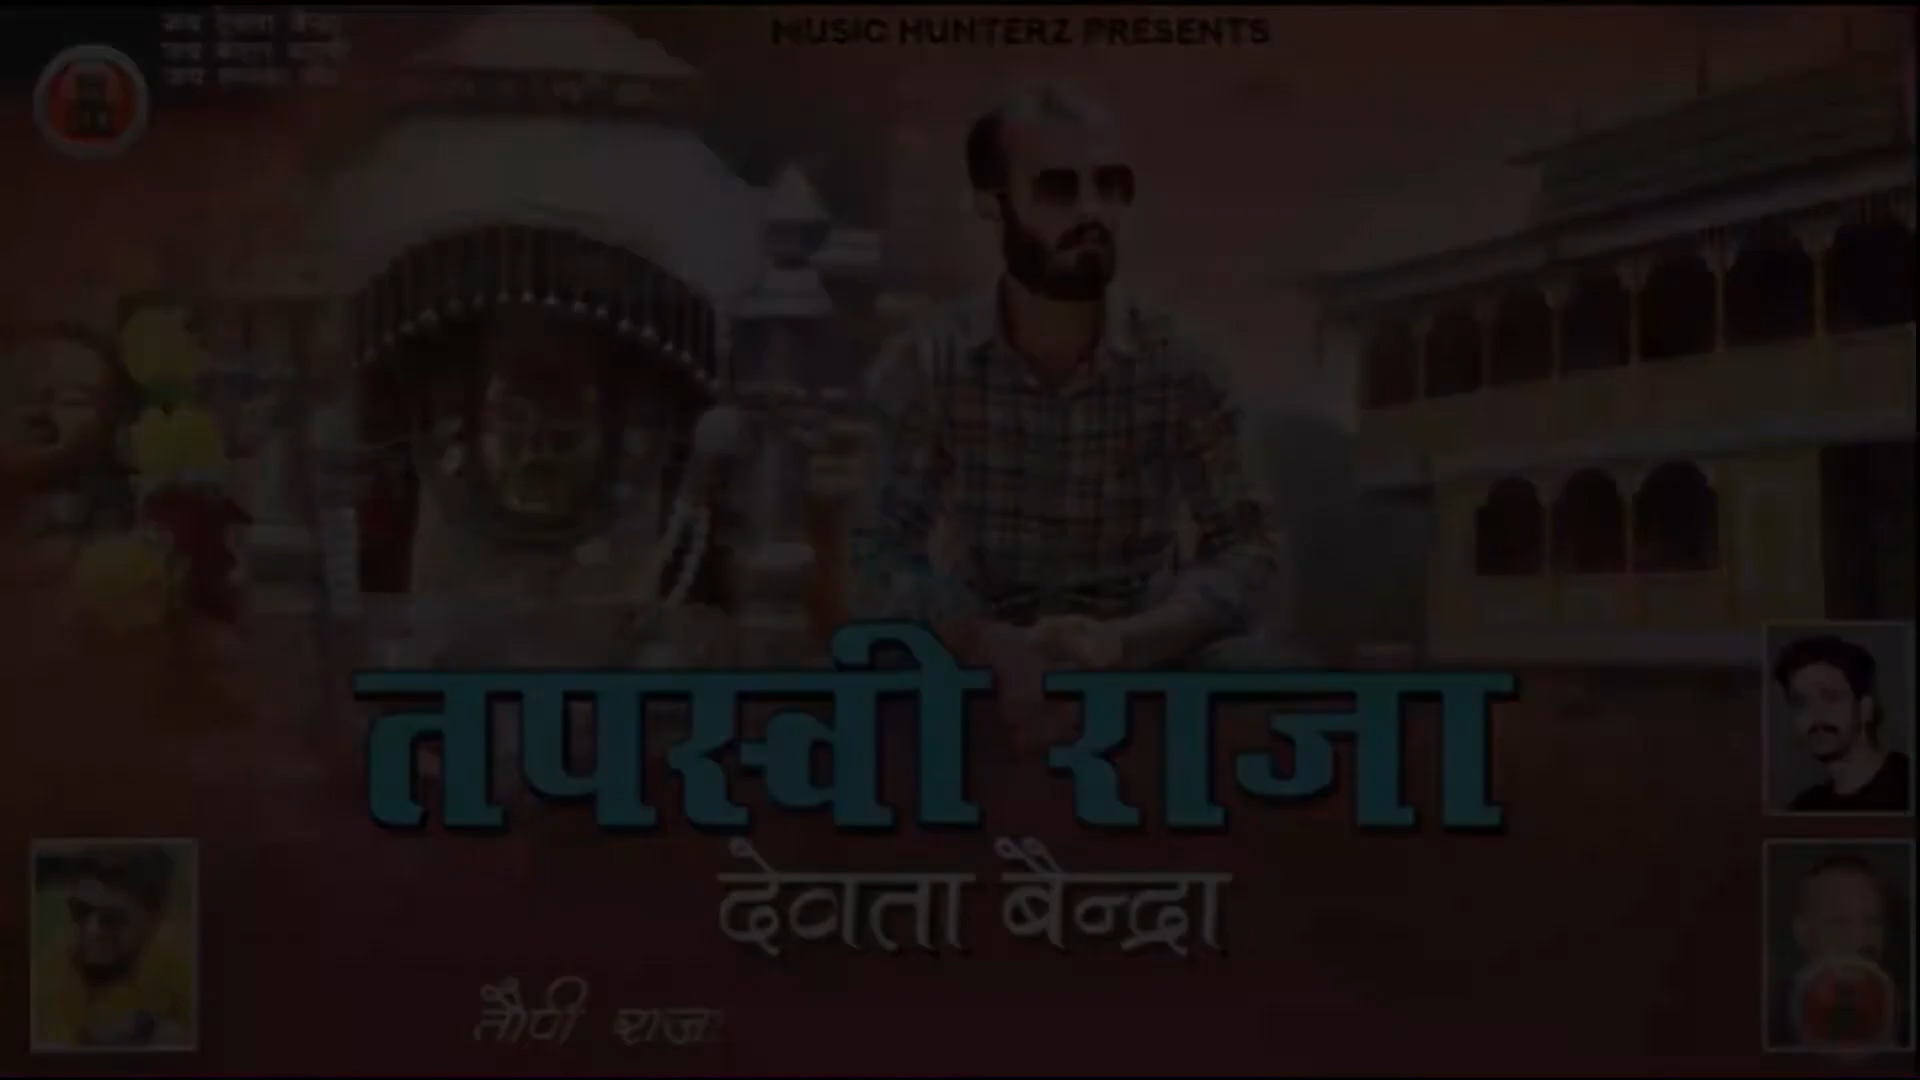 MUSIC HUNTERZ PRESENTS
तपस्वी राजा
देवता बैन्द्रा
तौपी राजा